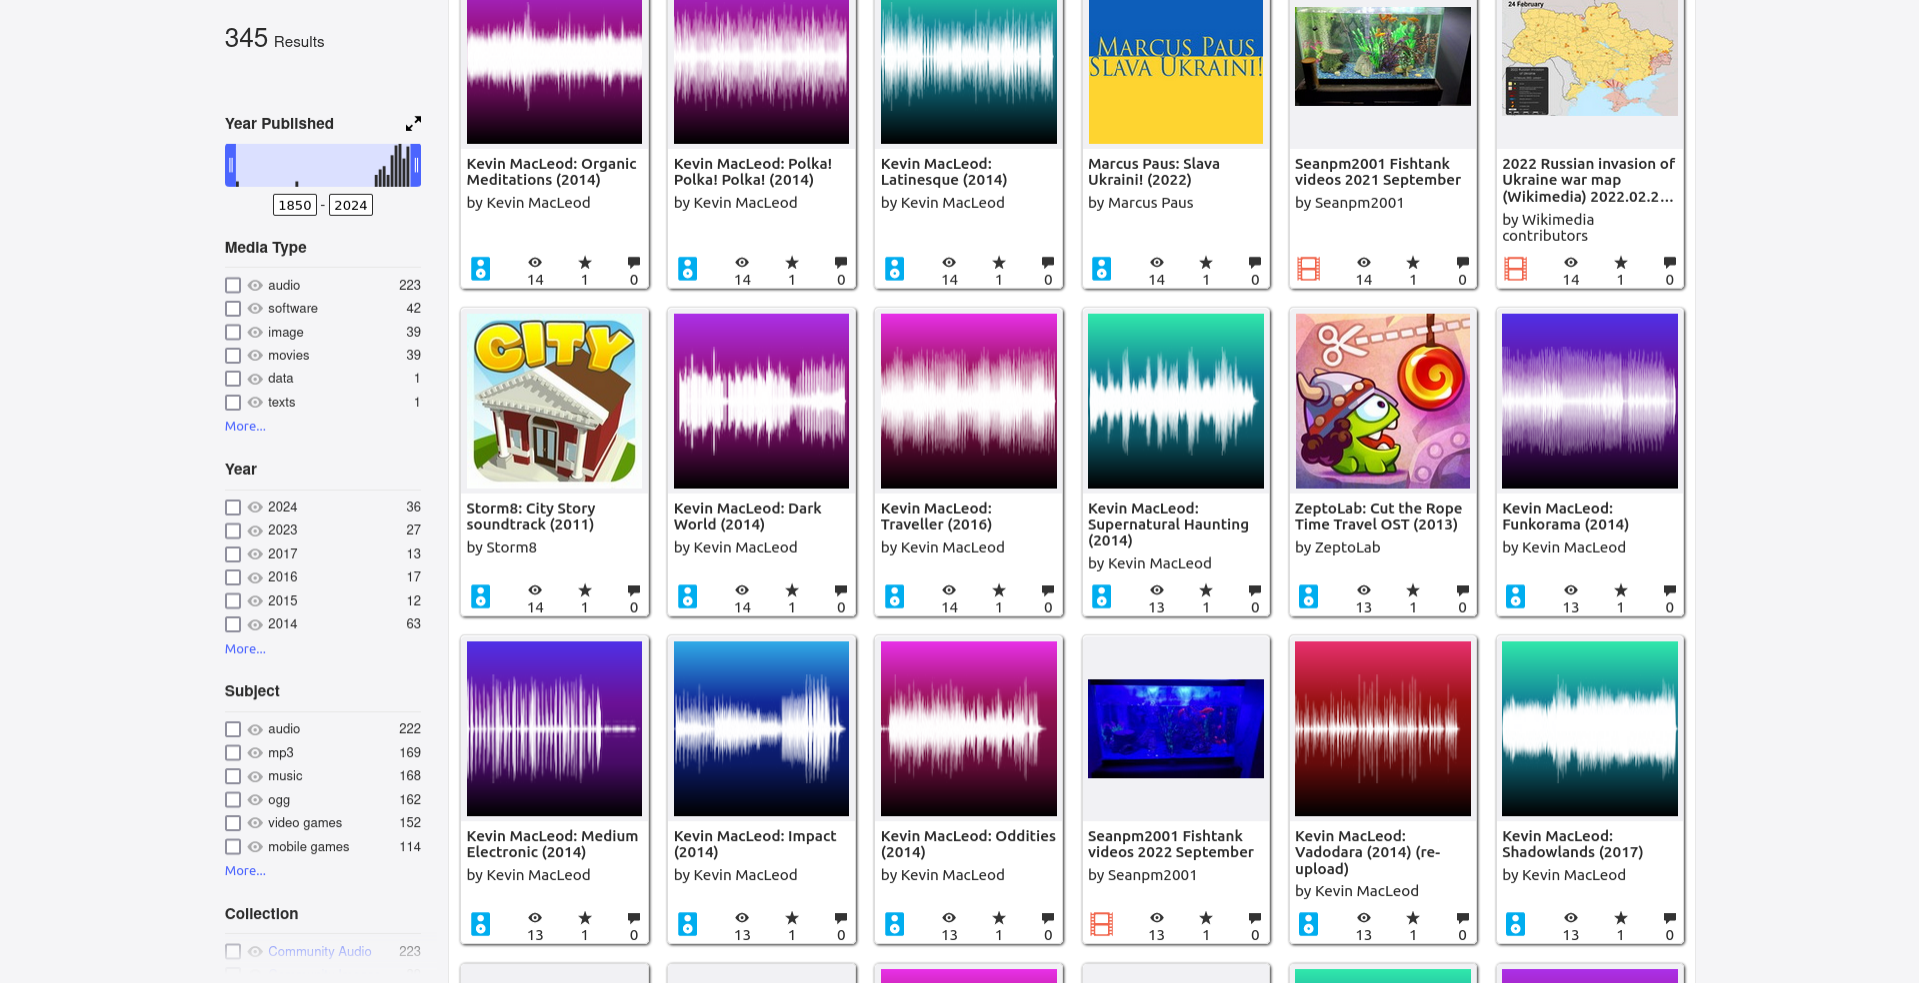 345 Results
Year Published
1850 - 2024
Media Type
audio 223
software 42
image 39
movies 39
data 1
texts 1
More...
Year
2024 36
2023 27
2017 13
2016 17
2015 12
2014 63
More...
Subject
audio 222
mp3 169
music 168
ogg 162
video games 152
mobile games 114
More...
Collection
Community Audio 223
Kevin MacLeod: Organic
Meditations (2014)
by Kevin MacLeod
14 1 0
Kevin MacLeod: Polka!
Polka! Polka! (2014)
by Kevin MacLeod
14 1 0
Kevin MacLeod:
Latinesque (2014)
by Kevin MacLeod
14 1 0
MARCUS PAUS
SLAVA UKRAINI!
Marcus Paus: Slava
Ukraini! (2022)
by Marcus Paus
14 1 0
Seanpm2001 Fishtank
videos 2021 September
by Seanpm2001
14 1 0
24 February
2022 Russian invasion of
Ukraine war map
(Wikimedia) 2022.02.2...
by Wikimedia
contributors
14 1 0
CITY
Storm8: City Story
soundtrack (2011)
by Storm8
14 1 0
Kevin MacLeod: Dark
World (2014)
by Kevin MacLeod
14 1 0
Kevin MacLeod:
Traveller (2016)
by Kevin MacLeod
14 1 0
Kevin MacLeod:
Supernatural Haunting
(2014)
by Kevin MacLeod
13 1 0
ZeptoLab: Cut the Rope
Time Travel OST (2013)
by ZeptoLab
13 1 0
Kevin MacLeod:
Funkorama (2014)
by Kevin MacLeod
13 1 0
Kevin MacLeod: Medium
Electronic (2014)
by Kevin MacLeod
13 1 0
Kevin MacLeod: Impact
(2014)
by Kevin MacLeod
13 1 0
Kevin MacLeod: Oddities
(2014)
by Kevin MacLeod
13 1 0
Seanpm2001 Fishtank
videos 2022 September
by Seanpm2001
13 1 0
Kevin MacLeod:
Vadodara (2014) (re-
upload)
by Kevin MacLeod
13 1 0
Kevin MacLeod:
Shadowlands (2017)
by Kevin MacLeod
13 1 0